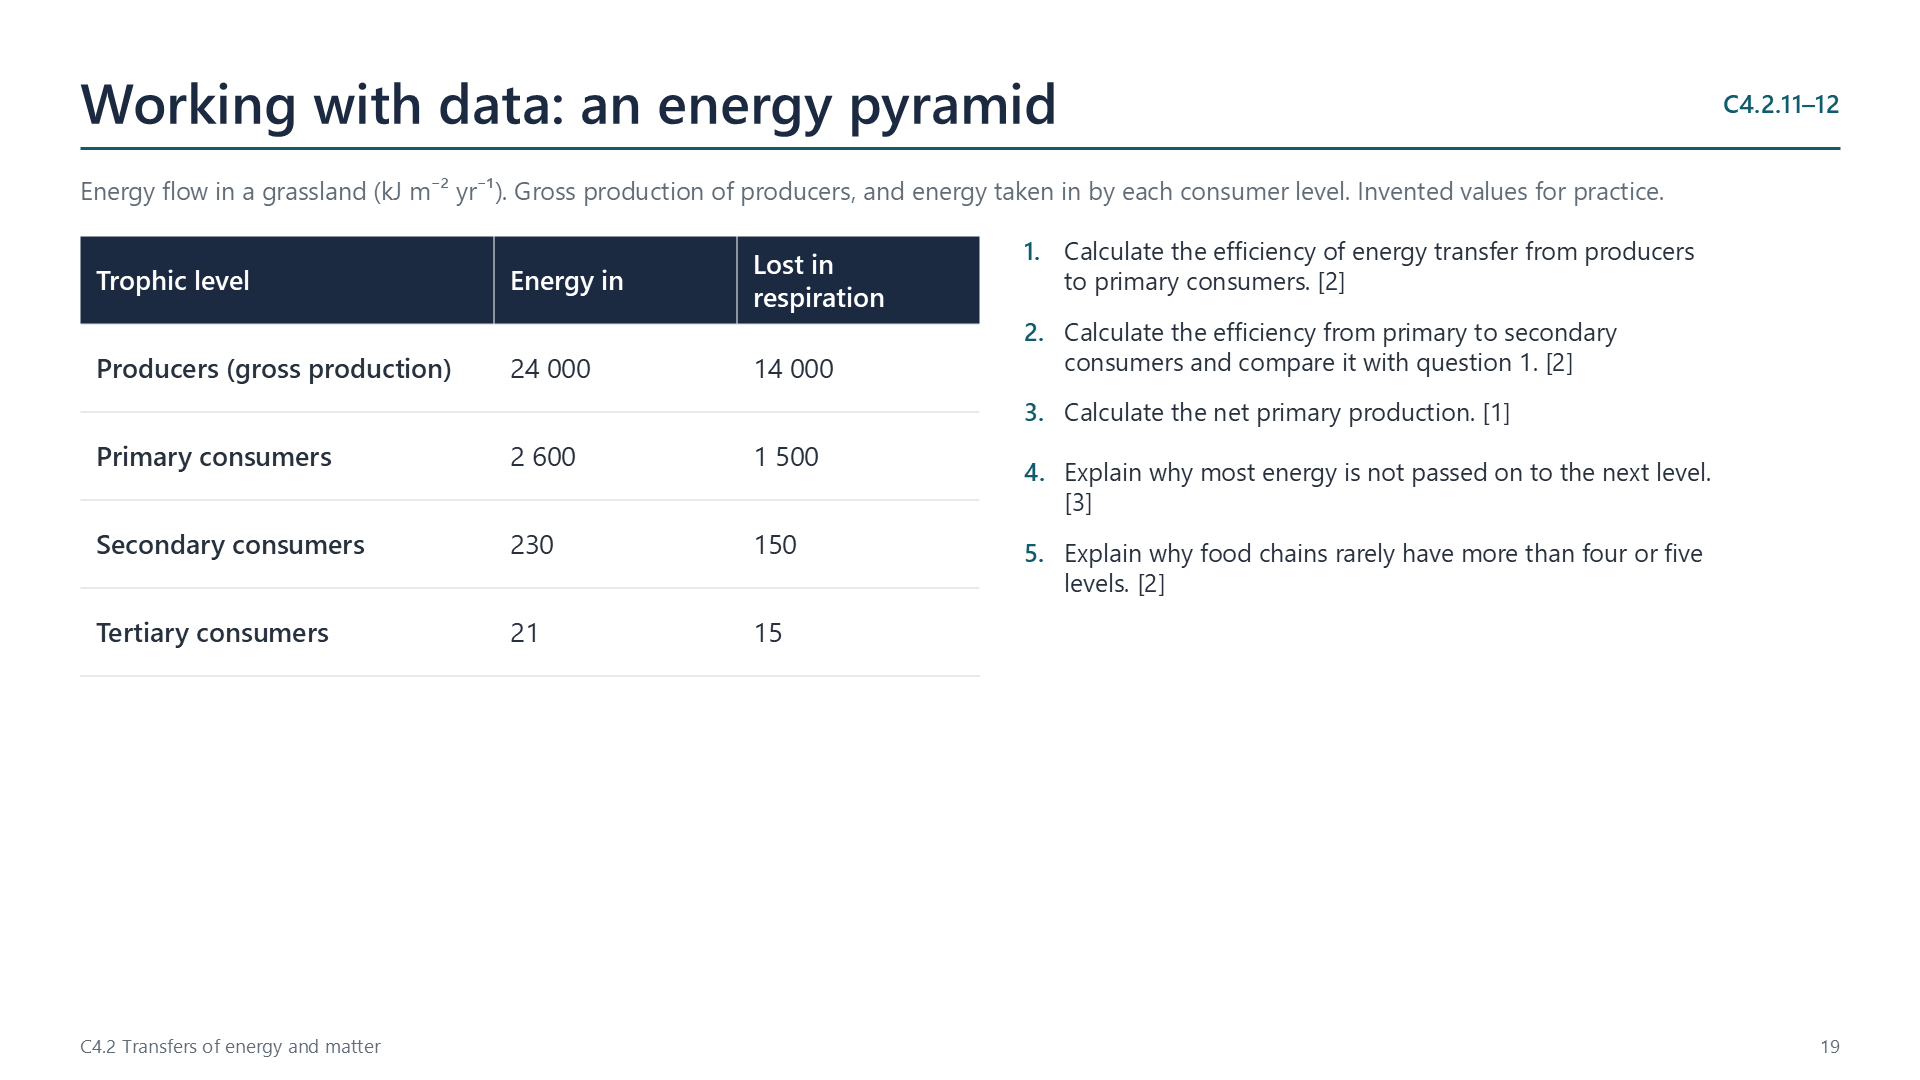 Working with data: an energy pyramid
C4.2.11–12
Energy flow in a grassland (kJ m⁻² yr⁻¹). Gross production of producers, and energy taken in by each consumer level. Invented values for practice.
Trophic level
Energy in
Lost in
respiration
Producers (gross production)
24 000
14 000
Primary consumers
2 600
1 500
Secondary consumers
230
150
Tertiary consumers
21
15
1. Calculate the efficiency of energy transfer from producers
to primary consumers. [2]
2. Calculate the efficiency from primary to secondary
consumers and compare it with question 1. [2]
3. Calculate the net primary production. [1]
4. Explain why most energy is not passed on to the next level.
[3]
5. Explain why food chains rarely have more than four or five
levels. [2]
C4.2 Transfers of energy and matter
19